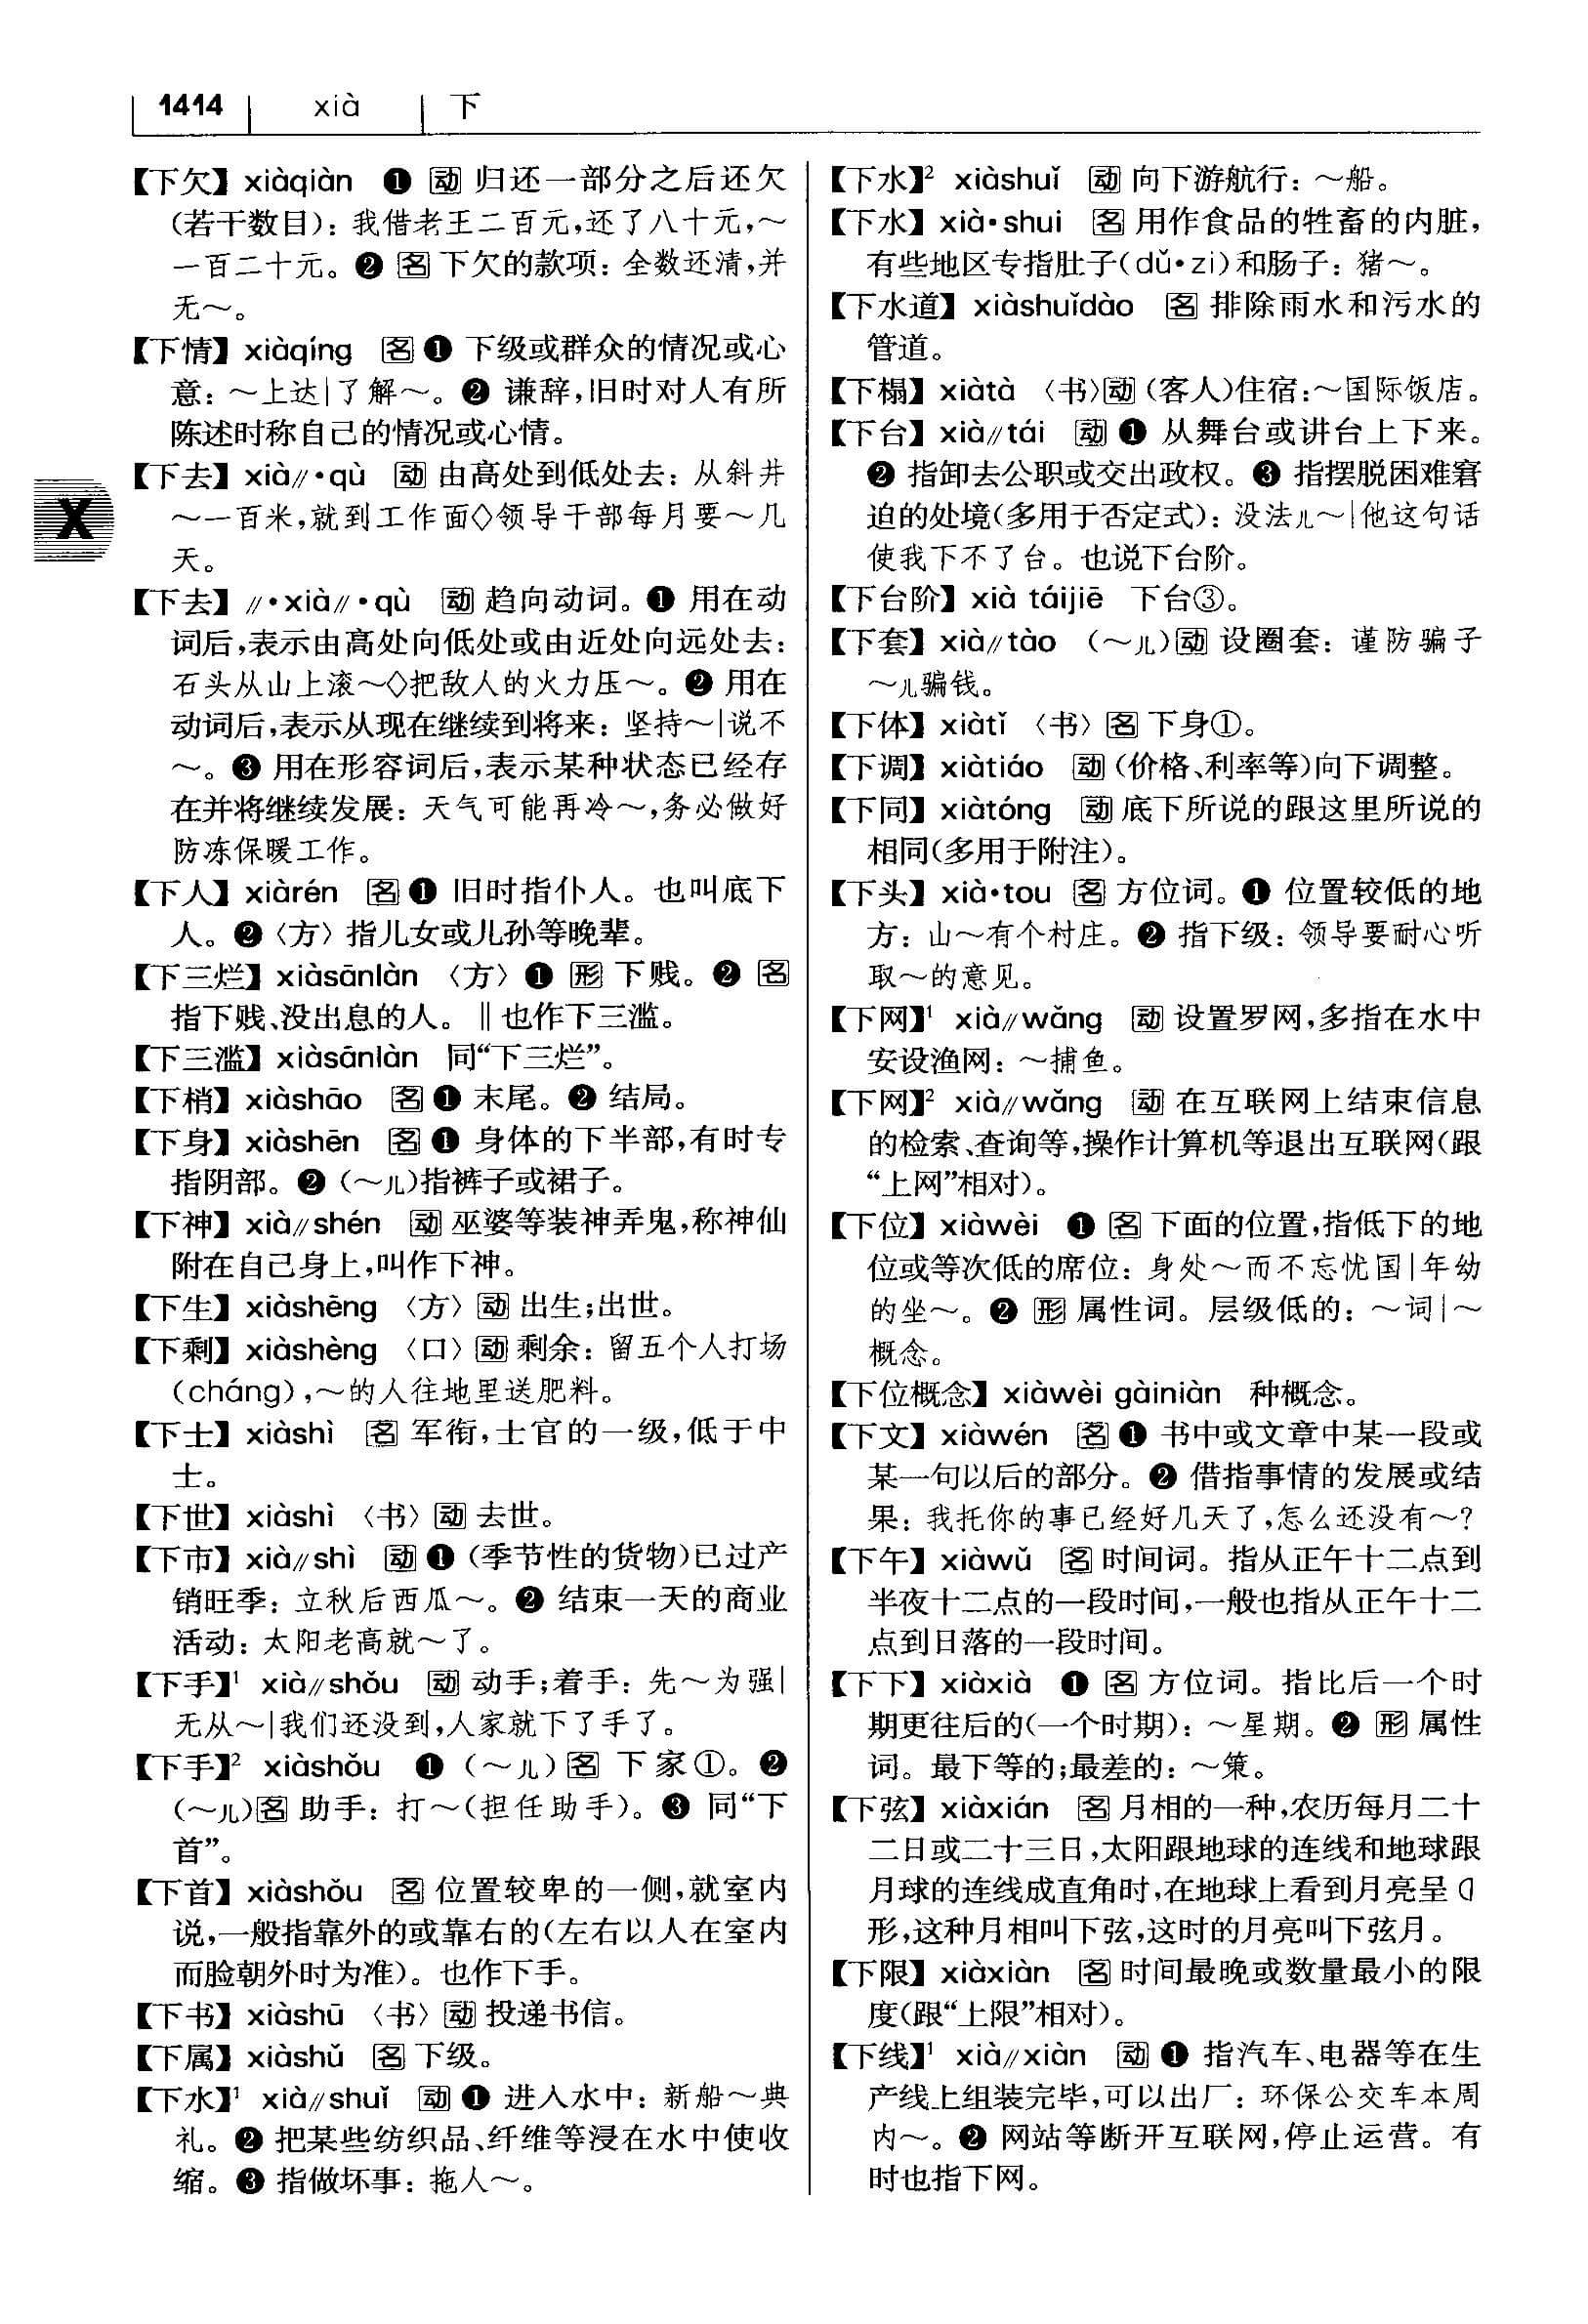 1414 xià 下
【下欠】 xiàqiàn ❶ 动 归还一部分之后还欠
(若干数目)：我借老王二百元,还了八十元,～
一百二十元。❷ 名 下欠的款项：全数还清,并
无～。
【下情】 xiàqíng 名 ❶ 下级或群众的情况或心
意：～上达|了解～。❷ 谦辞,旧时对人有所
陈述时称自己的情况或心情。
【下去】 xià//•qù 动 由高处到低处去：从斜井
～一百米,就到工作面◇领导干部每月要～几
天。
【下去】 //•xià//•qù 动 趋向动词。❶ 用在动
词后,表示由高处向低处或由近处向远处去：
石头从山上滚～◇把敌人的火力压～。❷ 用在
动词后,表示从现在继续到将来：坚持～|说不
～。❸ 用在形容词后,表示某种状态已经存
在并将继续发展：天气可能再冷～,务必做好
防冻保暖工作。
【下人】 xiàrén 名 ❶ 旧时指仆人。也叫底下
人。❷〈方〉指儿女或儿孙等晚辈。
【下三烂】 xiàsānlàn 〈方〉❶ 形 下贱。❷ 名
指下贱、没出息的人。‖也作下三滥。
【下三滥】 xiàsānlàn 同“下三烂”。
【下梢】 xiàshāo 名 ❶ 末尾。❷ 结局。
【下身】 xiàshēn 名 ❶ 身体的下半部,有时专
指阴部。❷ (～儿)指裤子或裙子。
【下神】 xià//shén 动 巫婆等装神弄鬼,称神仙
附在自己身上,叫作下神。
【下生】 xiàshēng 〈方〉动 出生;出世。
【下剩】 xiàshèng 〈口〉动 剩余：留五个人打场
(cháng),～的人往地里送肥料。
【下士】 xiàshì 名 军衔,士官的一级,低于中
士。
【下世】 xiàshì 〈书〉动 去世。
【下市】 xià//shì 动 ❶ (季节性的货物)已过产
销旺季：立秋后西瓜～。❷ 结束一天的商业
活动：太阳老高就～了。
【下手】¹ xià//shǒu 动 动手;着手：先～为强|
无从～|我们还没到,人家就下了手了。
【下手】² xiàshǒu ❶ (～儿)名 下家①。❷
(～儿)名 助手：打～(担任助手)。❸ 同“下
首”。
【下首】 xiàshǒu 名 位置较卑的一侧,就室内
说,一般指靠外的或靠右的(左右以人在室内
而脸朝外时为准)。也作下手。
【下书】 xiàshū 〈书〉动 投递书信。
【下属】 xiàshǔ 名 下级。
【下水】¹ xià//shuǐ 动 ❶ 进入水中：新船～典
礼。❷ 把某些纺织品、纤维等浸在水中使收
缩。❸ 指做坏事：拖人～。
【下水】² xiàshuǐ 动 向下游航行：～船。
【下水】 xià•shui 名 用作食品的牲畜的内脏,
有些地区专指肚子(dǔ•zi)和肠子：猪～。
【下水道】 xiàshuǐdào 名 排除雨水和污水的
管道。
【下榻】 xiàtà 〈书〉动 (客人)住宿:～国际饭店。
【下台】 xià//tái 动 ❶ 从舞台或讲台上下来。
❷ 指卸去公职或交出政权。❸ 指摆脱困难窘
迫的处境(多用于否定式)：没法儿～|他这句话
使我下不了台。也说下台阶。
【下台阶】 xià táijiē 下台③。
【下套】 xià//tào (～儿)动 设圈套：谨防骗子
～儿骗钱。
【下体】 xiàtǐ 〈书〉名 下身①。
【下调】 xiàtiáo 动 (价格、利率等)向下调整。
【下同】 xiàtóng 动 底下所说的跟这里所说的
相同(多用于附注)。
【下头】 xià•tou 名 方位词。❶ 位置较低的地
方：山～有个村庄。❷ 指下级：领导要耐心听
取～的意见。
【下网】¹ xià//wǎng 动 设置罗网,多指在水中
安设渔网：～捕鱼。
【下网】² xià//wǎng 动 在互联网上结束信息
的检索、查询等,操作计算机等退出互联网(跟
“上网”相对)。
【下位】 xiàwèi ❶ 名 下面的位置,指低下的地
位或等次低的席位：身处～而不忘忧国|年幼
的坐～。❷ 形 属性词。层级低的：～词|～
概念。
【下位概念】 xiàwèi gàiniàn 种概念。
【下文】 xiàwén 名 ❶ 书中或文章中某一段或
某一句以后的部分。❷ 借指事情的发展或结
果：我托你的事已经好几天了,怎么还没有～?
【下午】 xiàwǔ 名 时间词。指从正午十二点到
半夜十二点的一段时间,一般也指从正午十二
点到日落的一段时间。
【下下】 xiàxià ❶ 名 方位词。指比后一个时
期更往后的(一个时期)：～星期。❷ 形 属性
词。最下等的;最差的：～策。
【下弦】 xiàxián 名 月相的一种,农历每月二十
二日或二十三日,太阳跟地球的连线和地球跟
月球的连线成直角时,在地球上看到月亮呈
形,这种月相叫下弦,这时的月亮叫下弦月。
【下限】 xiàxiàn 名 时间最晚或数量最小的限
度(跟“上限”相对)。
【下线】¹ xià//xiàn 动 ❶ 指汽车、电器等在生
产线上组装完毕,可以出厂：环保公交车本周
内～。❷ 网站等断开互联网,停止运营。有
时也指下网。
X